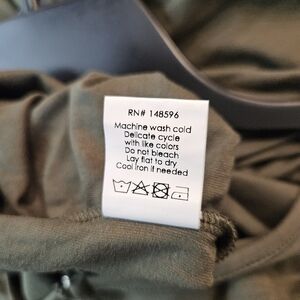 RN# 148596
Machine wash cold
Delicate cycle
with like colors
Do not bleach
Lay flat to dry
Cool iron if needed